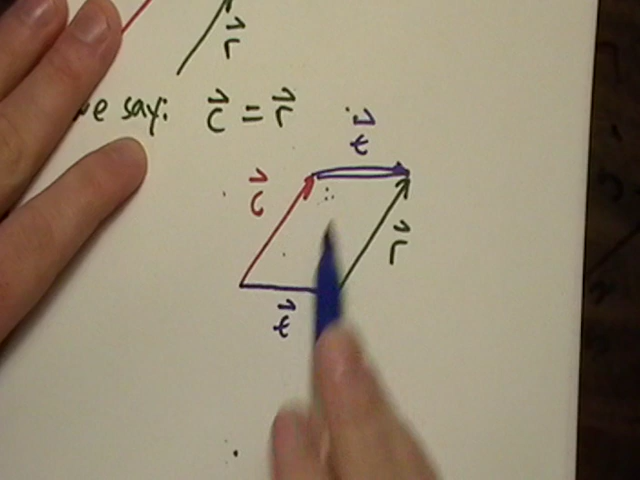 r⃗
we say: c⃗ = r⃗
t⃗
c⃗
r⃗
t⃗